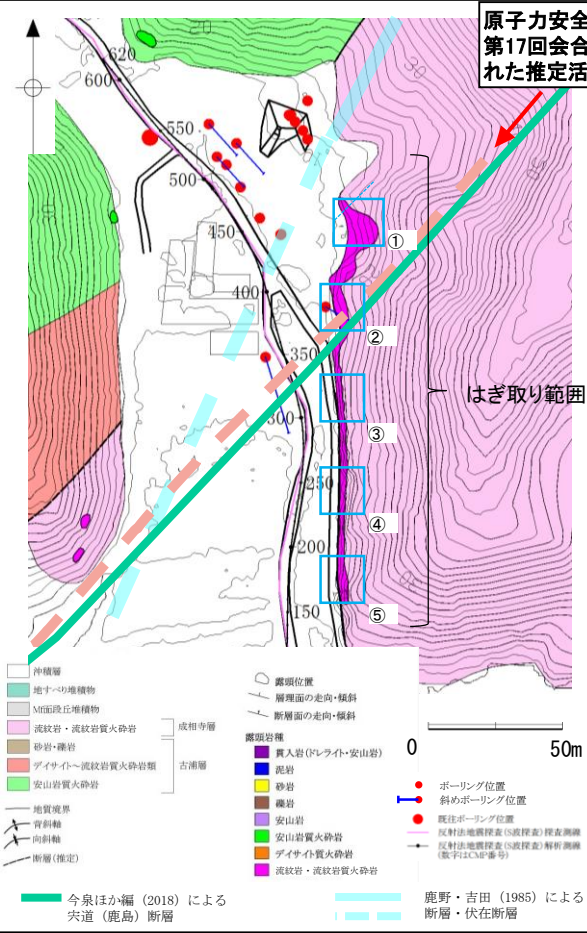 原子力安全
第17回会合
れた推定活
620
600
550
500
450
400
350
300
250
200
150
①
②
③
④
⑤
はぎ取り範囲
沖積層
地すべり堆積物
M1面段丘堆積物
流紋岩・流紋岩質火砕岩
成相寺層
砂岩・礫岩
デイサイト～流紋岩質火砕岩類
古浦層
安山岩質火砕岩
地質境界
背斜軸
向斜軸
断層(推定)
露頭位置
層理面の走向・傾斜
断層面の走向・傾斜
露頭岩種
貫入岩(ドレライト・安山岩)
泥岩
砂岩
礫岩
安山岩
安山岩質火砕岩
デイサイト質火砕岩
流紋岩・流紋岩質火砕岩
0
50m
ボーリング位置
斜めボーリング位置
既往ボーリング位置
反射法地震探査(S波探査)探査測線
反射法地震探査(S波探査)解析測線
(数字はCMP番号)
今泉ほか編(2018)による
宍道(鹿島)断層
鹿野・吉田(1985)による
断層・伏在断層